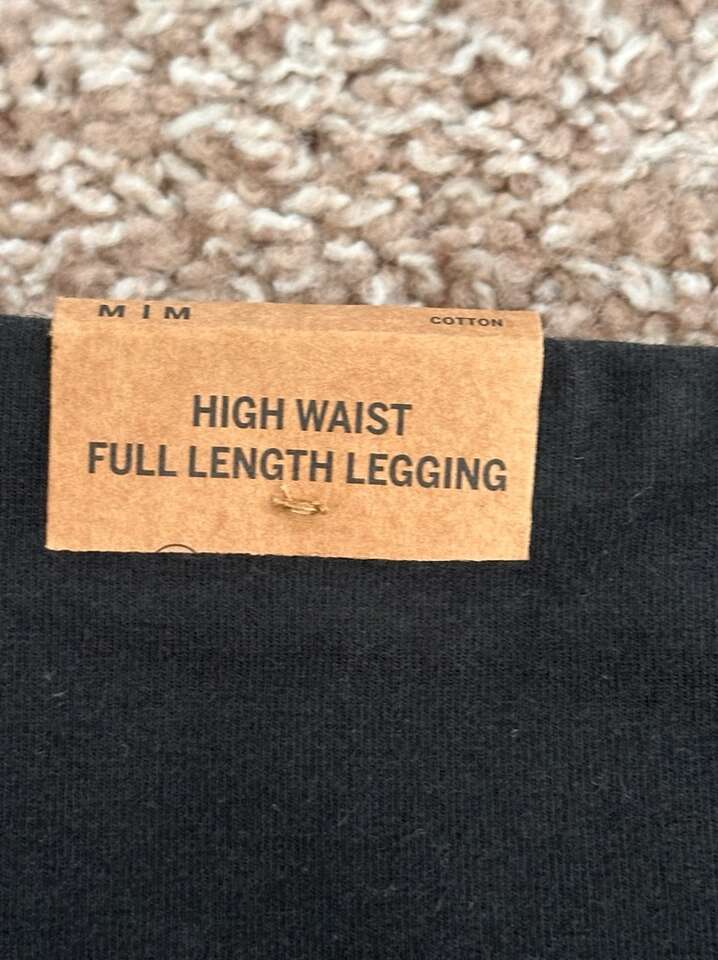 M I M COTTON
HIGH WAIST
FULL LENGTH LEGGING